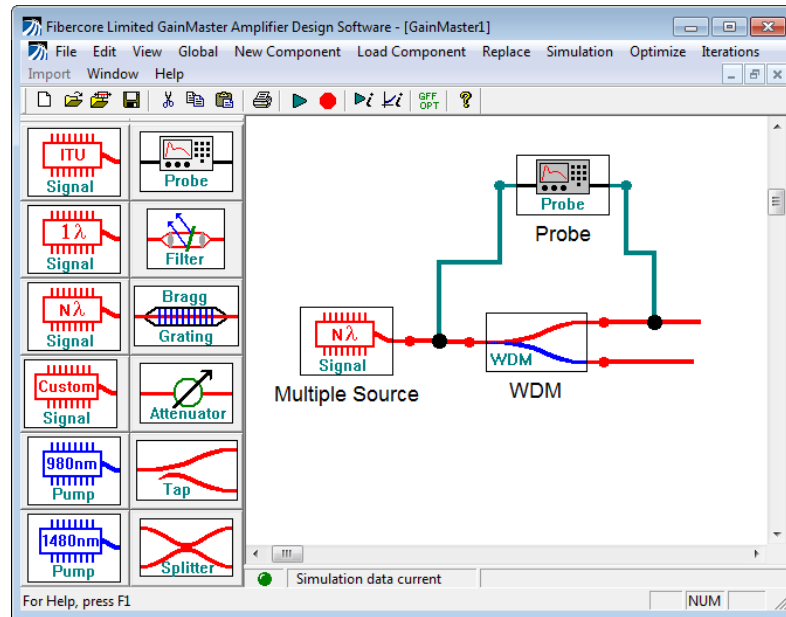 Fibercore Limited GainMaster Amplifier Design Software - [GainMaster1]
File Edit View Global New Component Load Component Replace Simulation Optimize Iterations
Import Window Help
GFF
OPT
ITU
Signal
Probe
1λ
Signal
Filter
Nλ
Signal
Bragg
Grating
Custom
Signal
Attenuator
980nm
Pump
Tap
1480nm
Pump
Splitter
Probe
Probe
Nλ
Signal
Multiple Source
WDM
WDM
Simulation data current
For Help, press F1
NUM